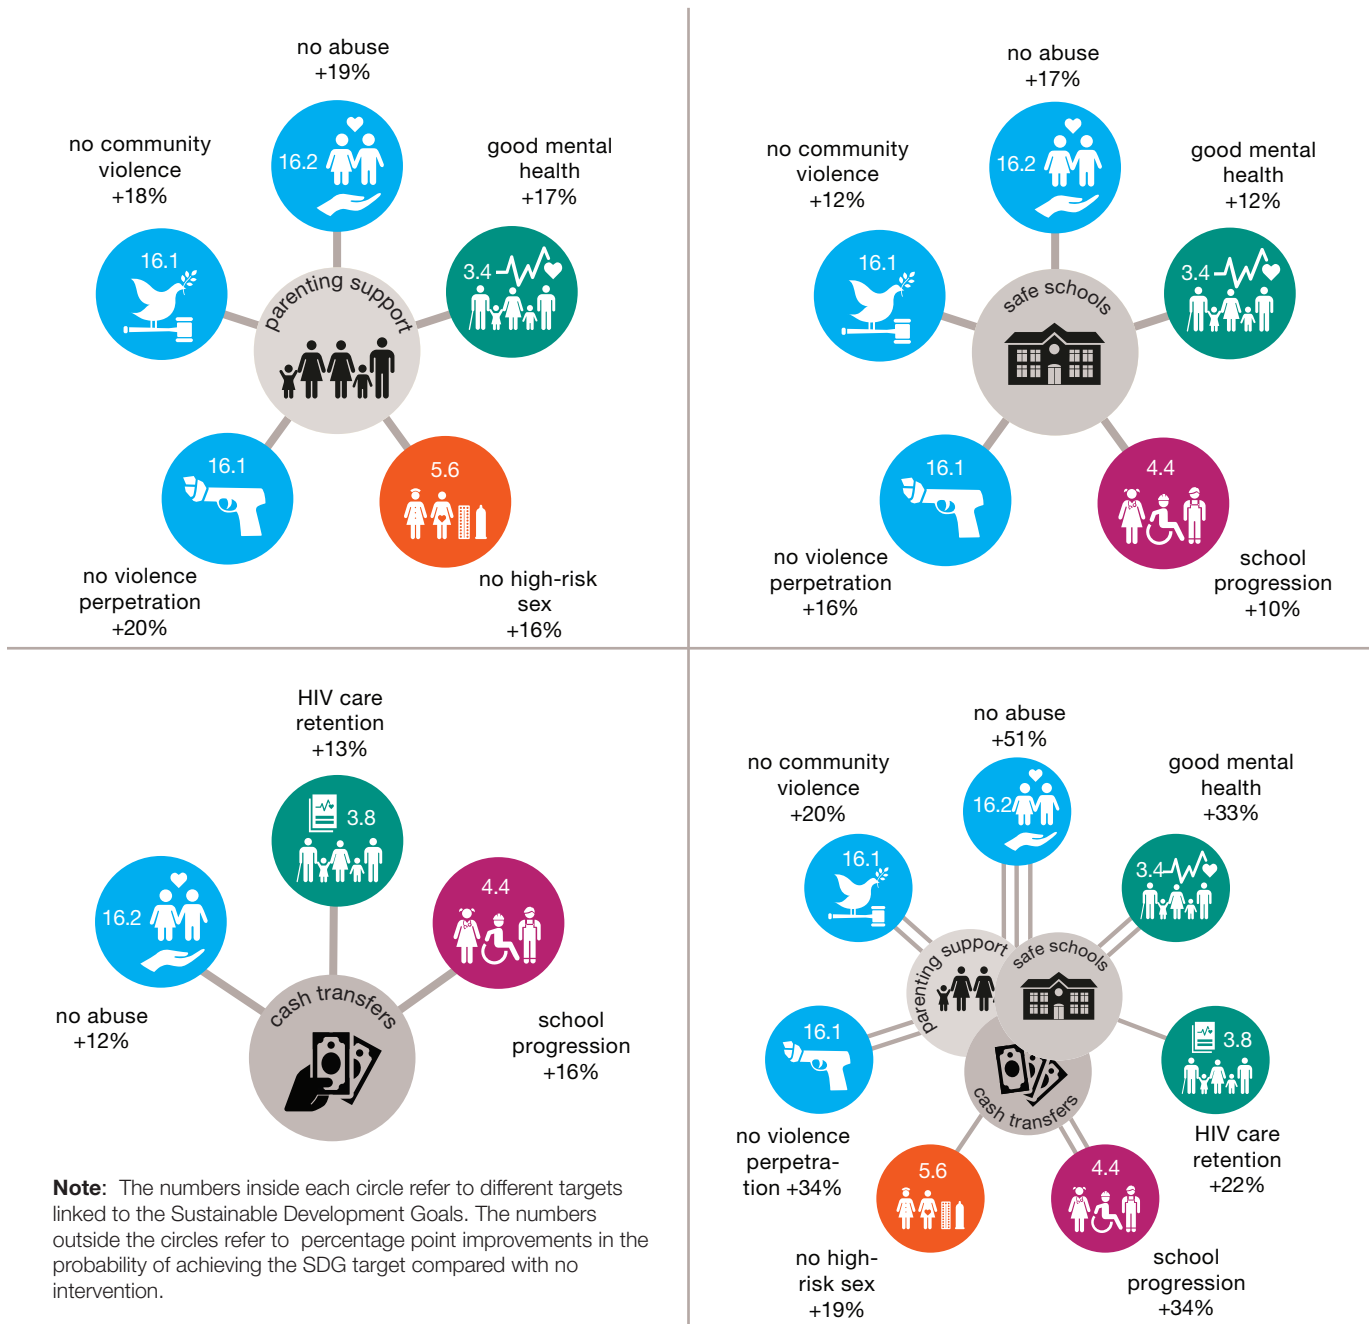 no abuse
+19%
no community
violence
+18%
good mental
health
+17%
16.2
16.1
3.4
parenting support
16.1
5.6
no violence
perpetration
+20%
no high-risk
sex
+16%
no abuse
+17%
no community
violence
+12%
good mental
health
+12%
16.2
16.1
3.4
safe schools
16.1
4.4
no violence
perpetration
+16%
school
progression
+10%
HIV care
retention
+13%
3.8
16.2
4.4
cash transfers
no abuse
+12%
school
progression
+16%
Note: The numbers inside each circle refer to different targets
linked to the Sustainable Development Goals. The numbers
outside the circles refer to percentage point improvements in the
probability of achieving the SDG target compared with no
intervention.
no abuse
+51%
no community
violence
+20%
good mental
health
+33%
16.2
16.1
3.4
parenting support
safe schools
16.1
3.8
cash transfers
no violence
perpetra-
tion +34%
HIV care
retention
+22%
5.6
4.4
no high-
risk sex
+19%
school
progression
+34%